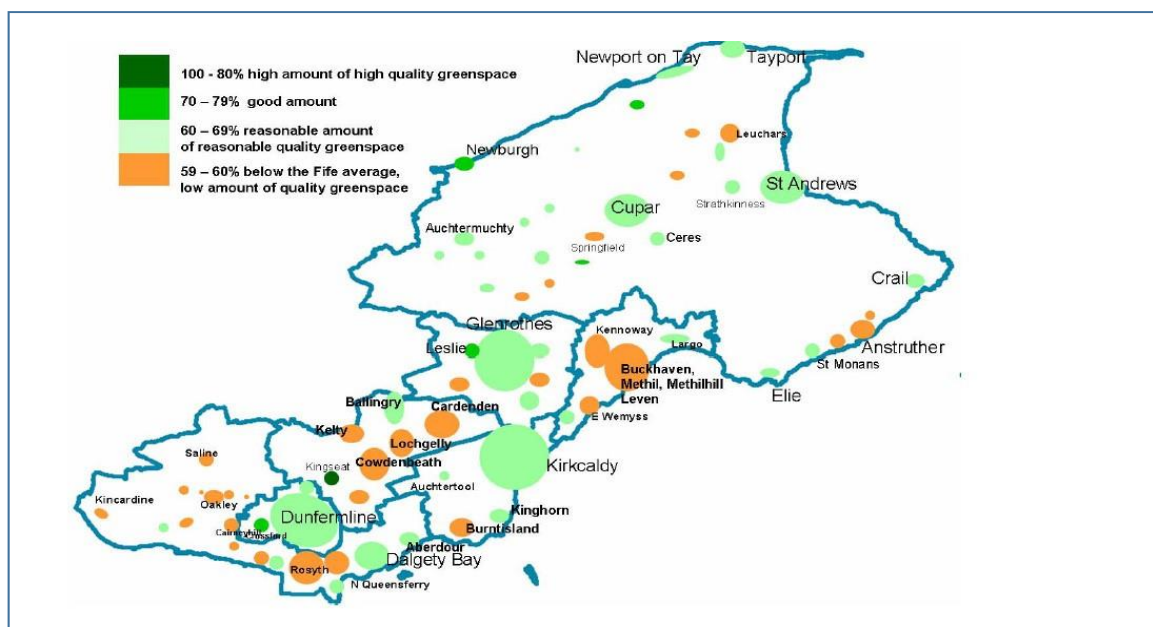 100 - 80% high amount of high quality greenspace
70 – 79% good amount
60 – 69% reasonable amount
of reasonable quality greenspace
59 – 60% below the Fife average,
low amount of quality greenspace
Newport on Tay
Tayport
Leuchars
Newburgh
St Andrews
Strathkinness
Cupar
Auchtermuchty
Springfield
Ceres
Crail
Glenrothes
Kennoway
Leslie
Largo
Anstruther
St Monans
Buckhaven,
Methil, Methilhill
Leven
Elie
Ballingry
Cardenden
E Wemyss
Kelty
Lochgelly
Saline
Cowdenbeath
Kingseat
Kirkcaldy
Auchtertool
Kincardine
Oakley
Kinghorn
Dunfermline
Cairneyhill
Crossford
Burntisland
Aberdour
Dalgety Bay
Rosyth
N Queensferry